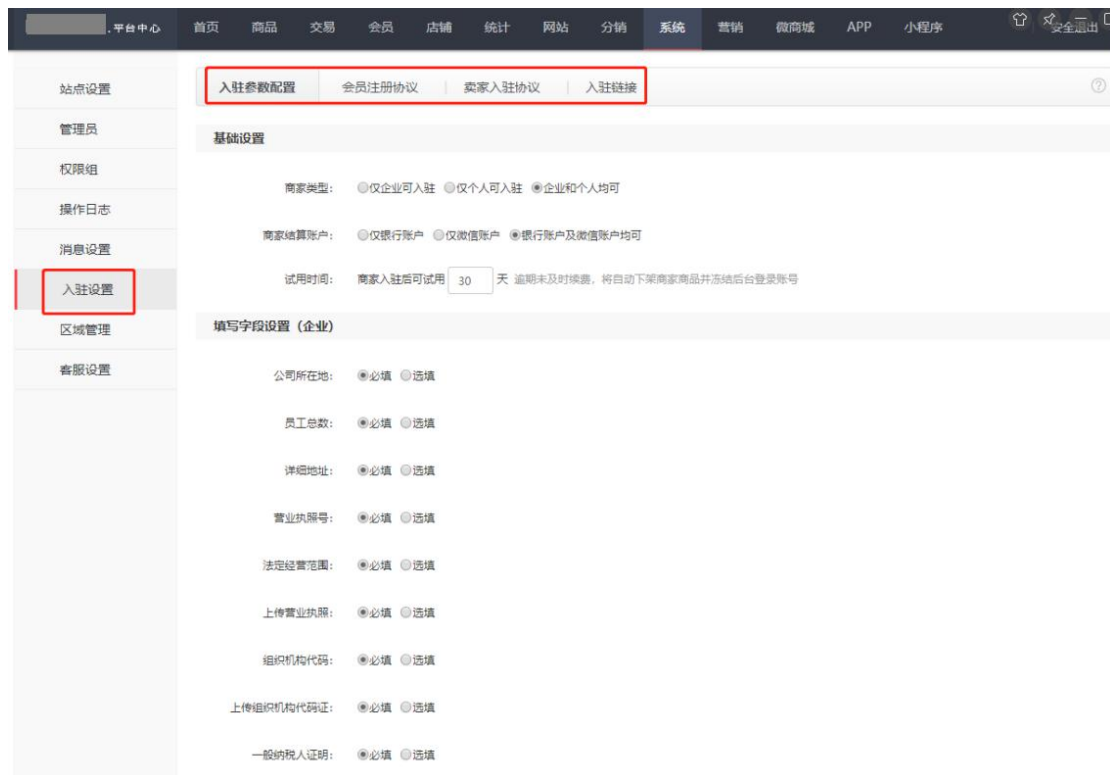 .平台中心 首页 商品 交易 会员 店铺 统计 网站 分销 系统 营销 微商城 APP 小程序 安全退出
站点设置
管理员
权限组
操作日志
消息设置
入驻设置
区域管理
客服设置
入驻参数配置 会员注册协议 卖家入驻协议 入驻链接
基础设置
商家类型: 仅企业可入驻 仅个人可入驻 企业和个人均可
商家结算账户: 仅银行账户 仅微信账户 银行账户及微信账户均可
试用时间: 商家入驻后可试用 30 天 逾期未及时续费，将自动下架商家商品并冻结后台登录账号
填写字段设置（企业）
公司所在地: 必填 选填
员工总数: 必填 选填
详细地址: 必填 选填
营业执照号: 必填 选填
法定经营范围: 必填 选填
上传营业执照: 必填 选填
组织机构代码: 必填 选填
上传组织机构代码证: 必填 选填
一般纳税人证明: 必填 选填